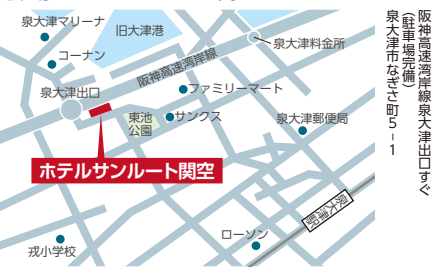 阪神高速湾岸線泉大津出口すぐ
(駐車場完備)
泉大津市なぎさ町5-1
泉大津マリーナ
旧大津港
コーナン
阪神高速湾岸線
泉大津料金所
泉大津出口
ファミリーマート
東池
公園
サンクス
泉大津郵便局
ホテルサンルート関空
泉大津駅
ローソン
戎小学校